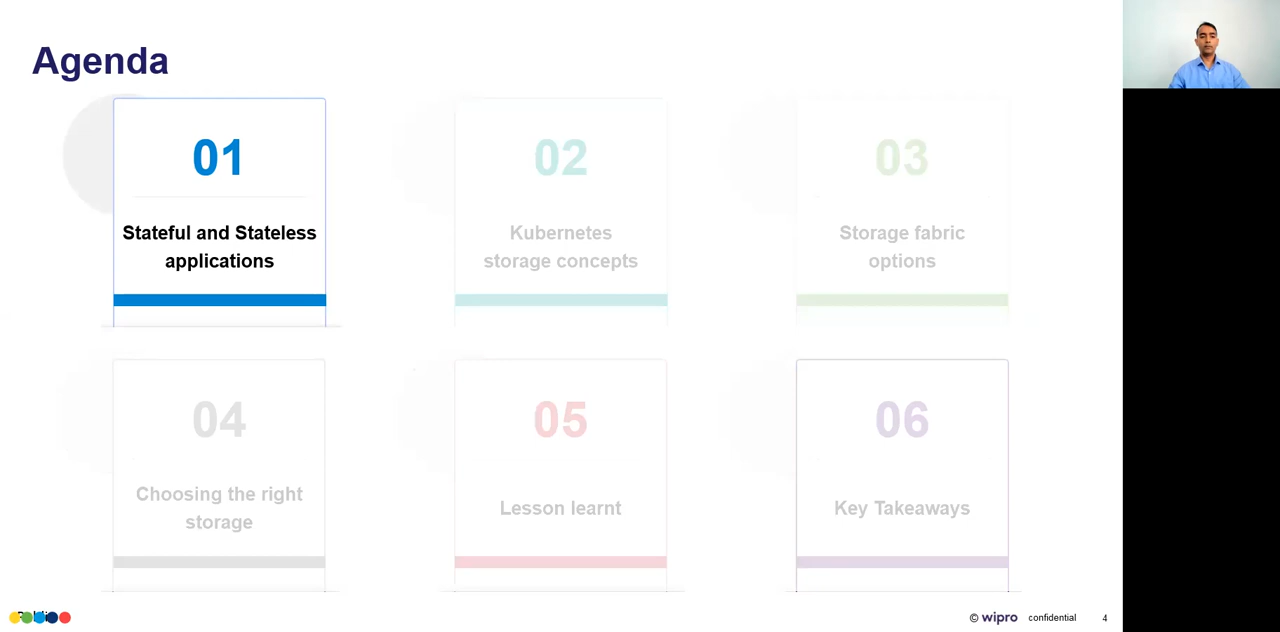 Agenda
01
Stateful and Stateless
applications
02
Kubernetes
storage concepts
03
Storage fabric
options
04
Choosing the right
storage
05
Lesson learnt
06
Key Takeaways
© wipro confidential 4